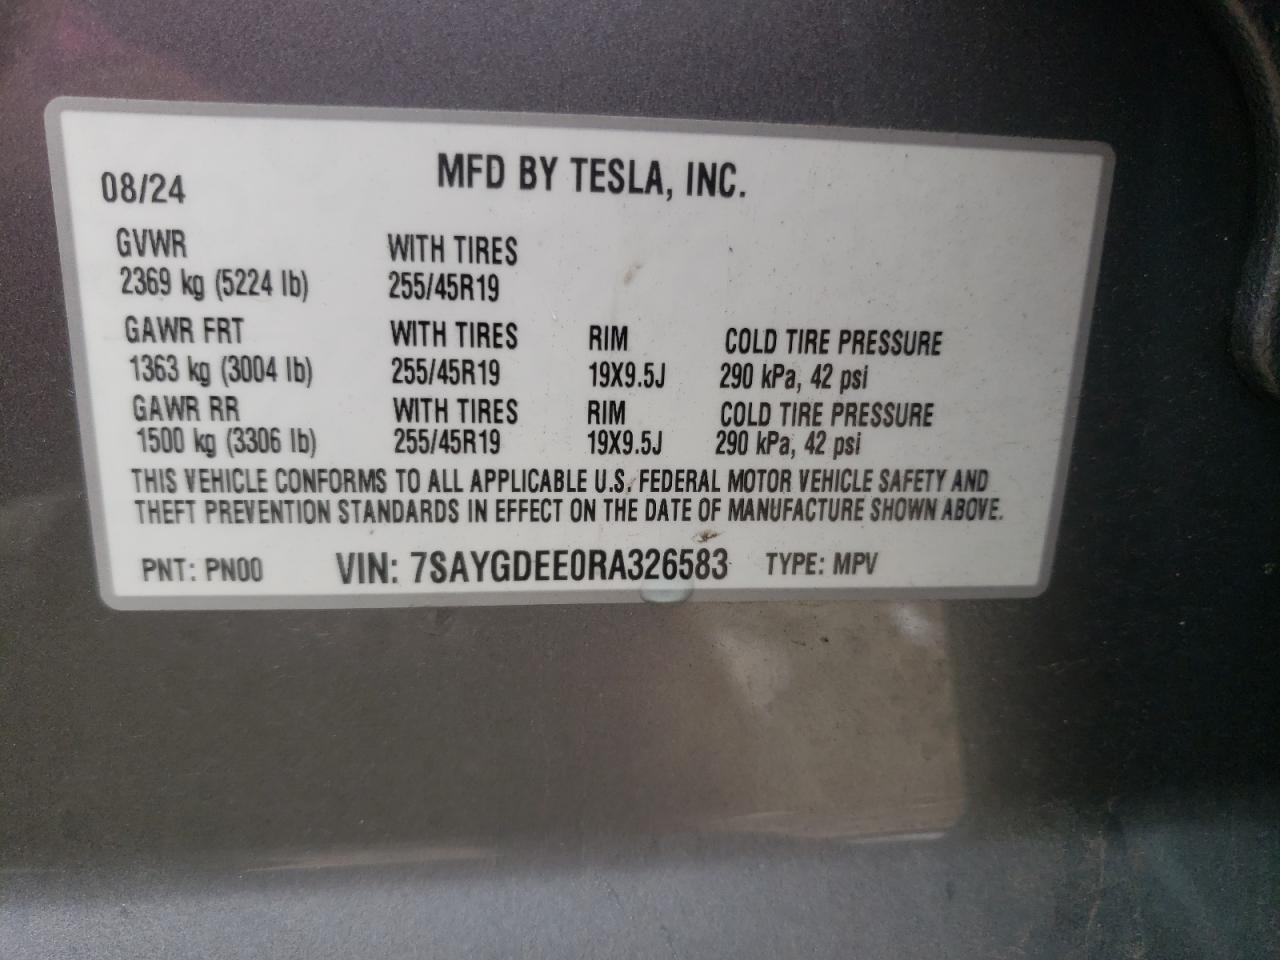 08/24 MFD BY TESLA, INC.
GVWR WITH TIRES
2369 kg (5224 lb) 255/45R19
GAWR FRT WITH TIRES RIM COLD TIRE PRESSURE
1363 kg (3004 lb) 255/45R19 19X9.5J 290 kPa, 42 psi
GAWR RR WITH TIRES RIM COLD TIRE PRESSURE
1500 kg (3306 lb) 255/45R19 19X9.5J 290 kPa, 42 psi
THIS VEHICLE CONFORMS TO ALL APPLICABLE U.S. FEDERAL MOTOR VEHICLE SAFETY AND
THEFT PREVENTION STANDARDS IN EFFECT ON THE DATE OF MANUFACTURE SHOWN ABOVE.
PNT: PN00 VIN: 7SAYGDEE0RA326583 TYPE: MPV